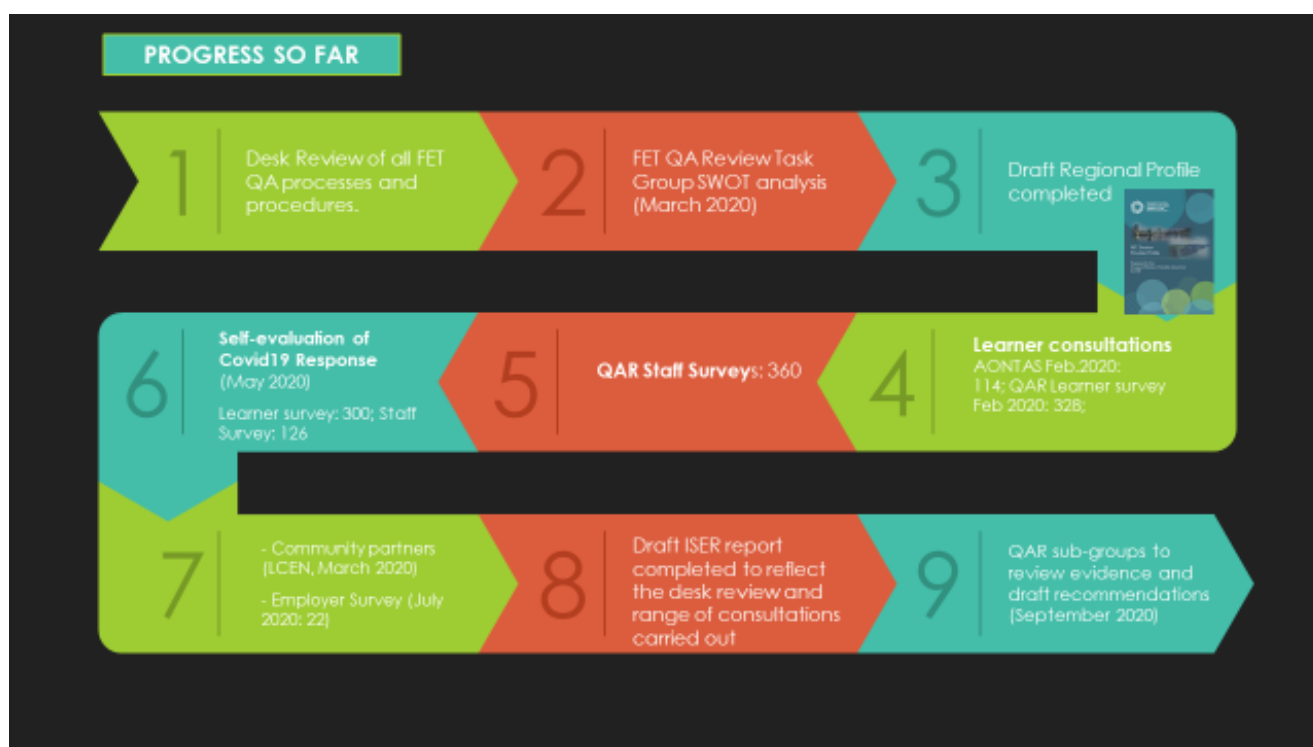 PROGRESS SO FAR
1
Desk Review of all FET
QA processes and
procedures.
2
FET QA Review Task
Group SWOT analysis
(March 2020)
3
Draft Regional Profile
completed
4
Learner consultations
AONTAS Feb.2020:
114; QAR Learner survey
Feb 2020: 328;
5
QAR Staff Surveys: 360
6
Self-evaluation of
Covid19 Response
(May 2020)
Learner survey: 300; Staff
Survey: 126
7
- Community partners
(LCEN, March 2020)
- Employer Survey (July
2020: 22)
8
Draft ISER report
completed to reflect
the desk review and
range of consultations
carried out
9
QAR sub-groups to
review evidence and
draft recommendations
(September 2020)